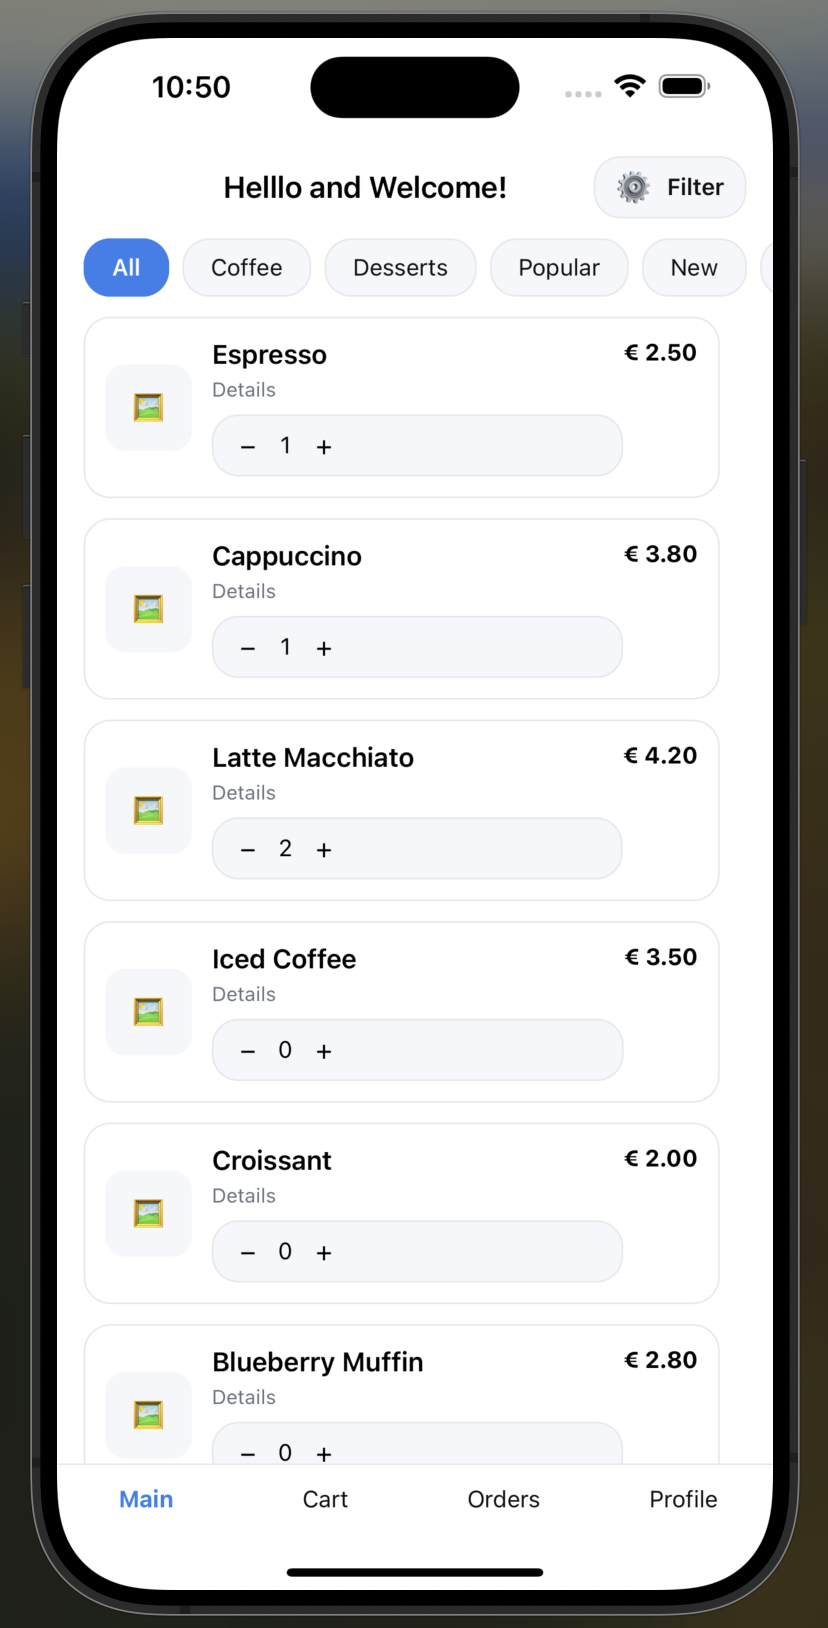 10:50
Helllo and Welcome!
Filter
All
Coffee
Desserts
Popular
New
Espresso
€ 2.50
Details
− 1 +
Cappuccino
€ 3.80
Details
− 1 +
Latte Macchiato
€ 4.20
Details
− 2 +
Iced Coffee
€ 3.50
Details
− 0 +
Croissant
€ 2.00
Details
− 0 +
Blueberry Muffin
€ 2.80
Details
− 0 +
Main
Cart
Orders
Profile